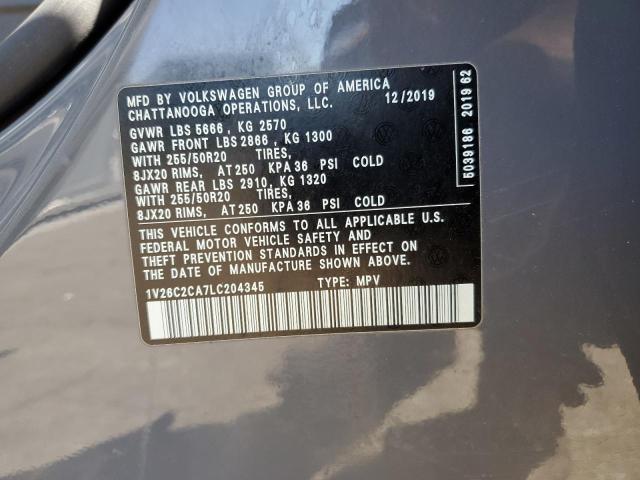 MFD BY VOLKSWAGEN GROUP OF AMERICA
CHATTANOOGA OPERATIONS, LLC. 12/2019
GVWR LBS 5666 , KG 2570
GAWR FRONT LBS 2866 , KG 1300
WITH 255/50R20 TIRES,
8JX20 RIMS, AT 250 KPA 36 PSI COLD
GAWR REAR LBS 2910, KG 1320
WITH 255/50R20 TIRES,
8JX20 RIMS, AT 250 KPA 36 PSI COLD
THIS VEHICLE CONFORMS TO ALL APPLICABLE U.S.
FEDERAL MOTOR VEHICLE SAFETY AND
THEFT PREVENTION STANDARDS IN EFFECT ON
THE DATE OF MANUFACTURE SHOWN ABOVE.
1V26C2CA7LC204345 TYPE: MPV
5039186 2019 62